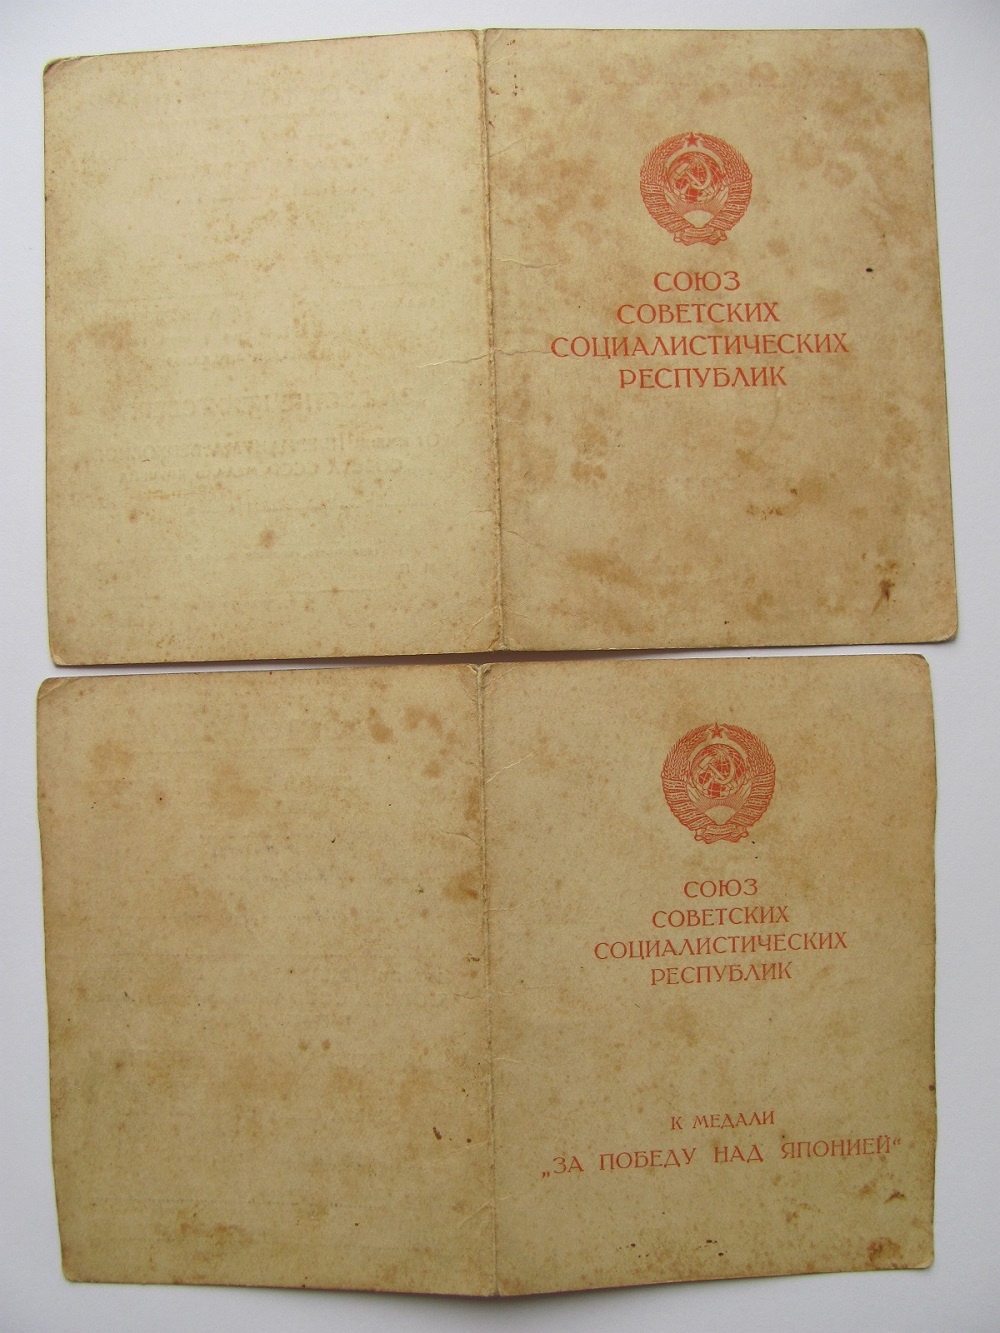 СОЮЗ
СОВЕТСКИХ
СОЦИАЛИСТИЧЕСКИХ
РЕСПУБЛИК
СОЮЗ
СОВЕТСКИХ
СОЦИАЛИСТИЧЕСКИХ
РЕСПУБЛИК
К МЕДАЛИ
„ЗА ПОБЕДУ НАД ЯПОНИЕЙ“